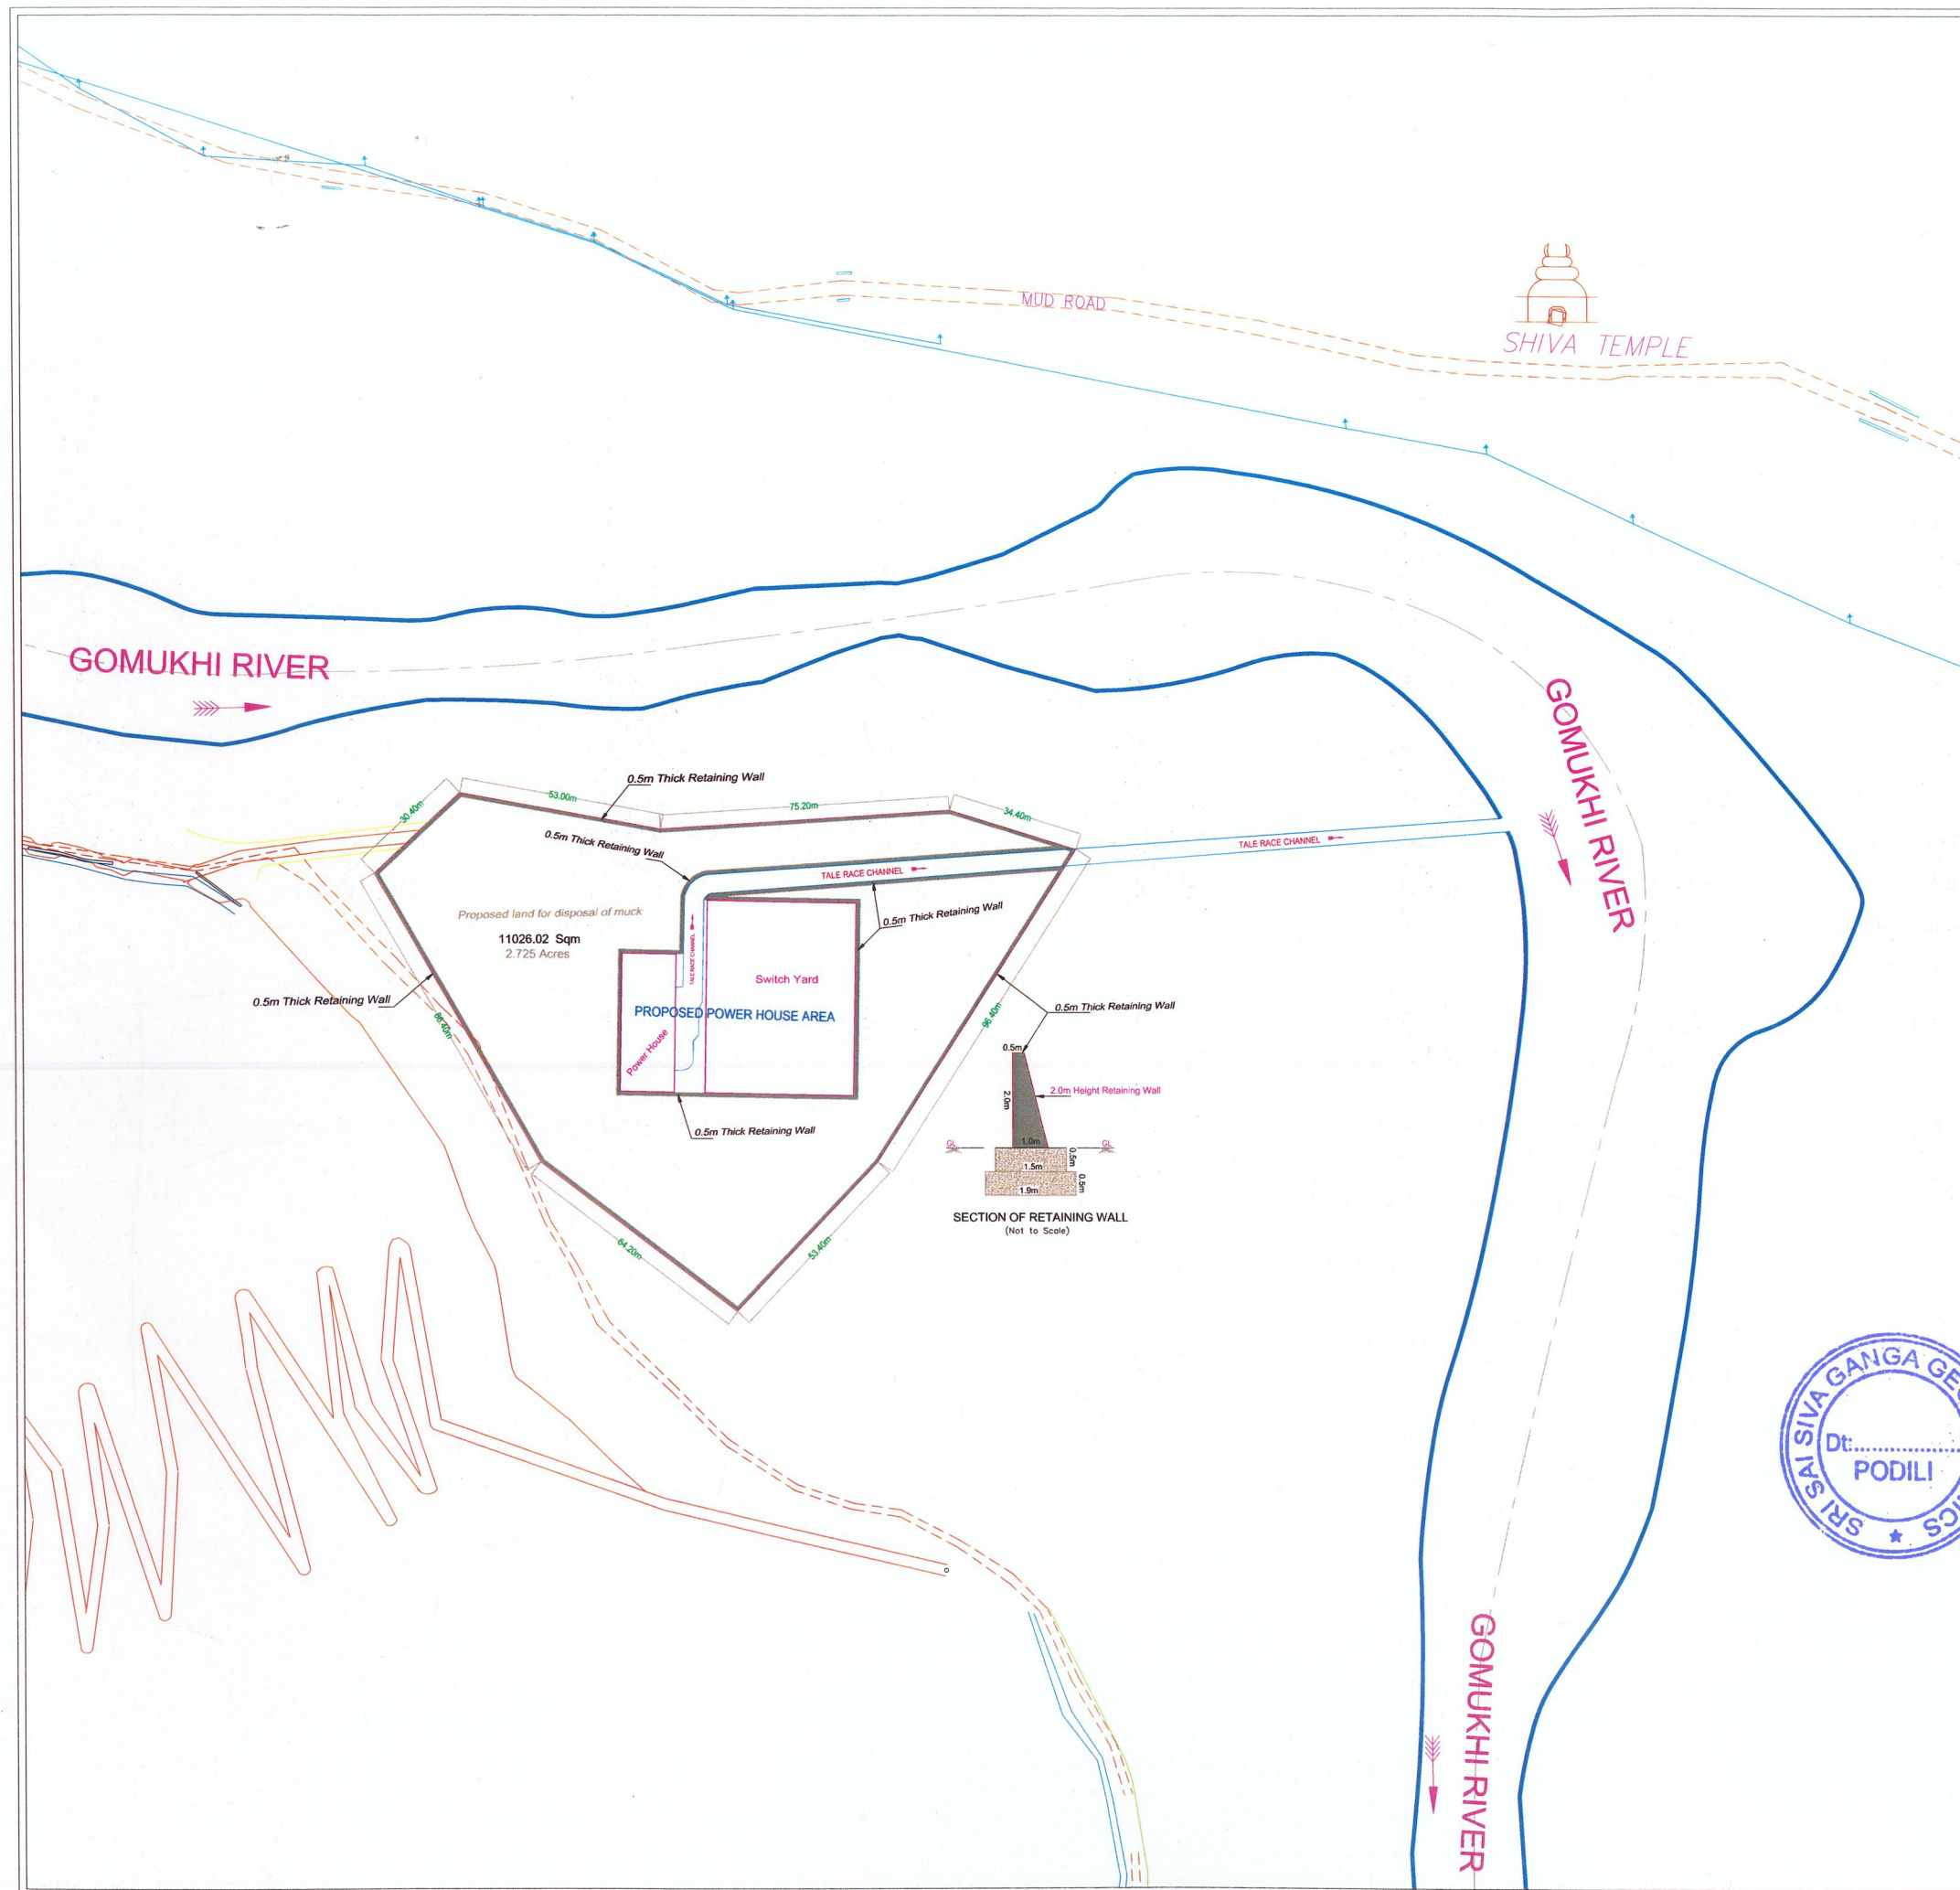 MUD ROAD
SHIVA TEMPLE
GOMUKHI RIVER
GOMUKHI RIVER
0.5m Thick Retaining Wall
53.00m
30.40m
75.20m
34.40m
0.5m Thick Retaining Wall
TALE RACE CHANNEL
TALE RACE CHANNEL
Proposed land for disposal of muck
11026.02 Sqm
2.725 Acres
0.5m Thick Retaining Wall
TALE RACE CHANNEL
Switch Yard
0.5m Thick Retaining Wall
PROPOSED POWER HOUSE AREA
Power House
0.5m Thick Retaining Wall
96.40m
0.5m
2.0m
2.0m Height Retaining Wall
0.5m Thick Retaining Wall
GL
1.0m
GL
1.5m
0.5m
1.9m
0.5m
SECTION OF RETAINING WALL
(Not to Scale)
64.20m
53.40m
SRI SAI SIVA GANGA
Dt:
PODILI
GOMUKHI RIVER